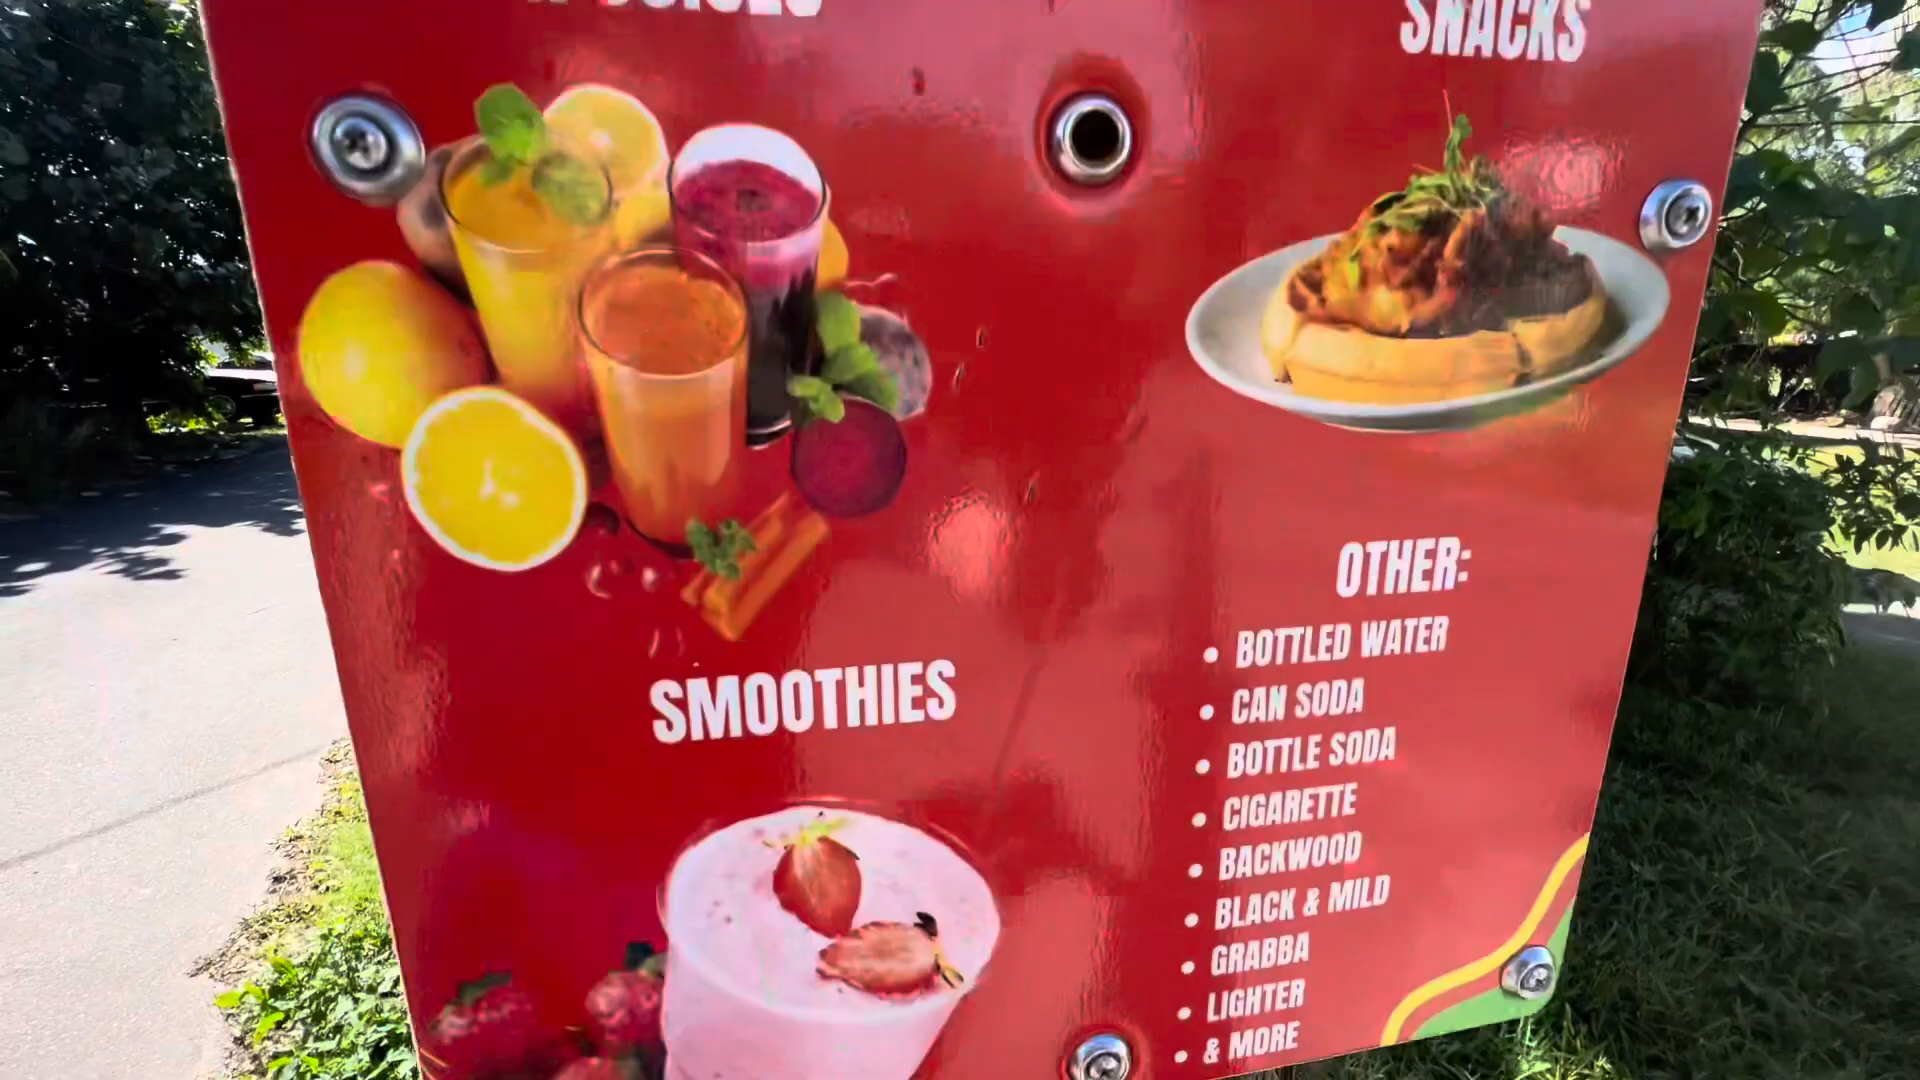 SNACKS
SMOOTHIES
OTHER:
• BOTTLED WATER
• CAN SODA
• BOTTLE SODA
• CIGARETTE
• BACKWOOD
• BLACK & MILD
• GRABBA
• LIGHTER
• & MORE